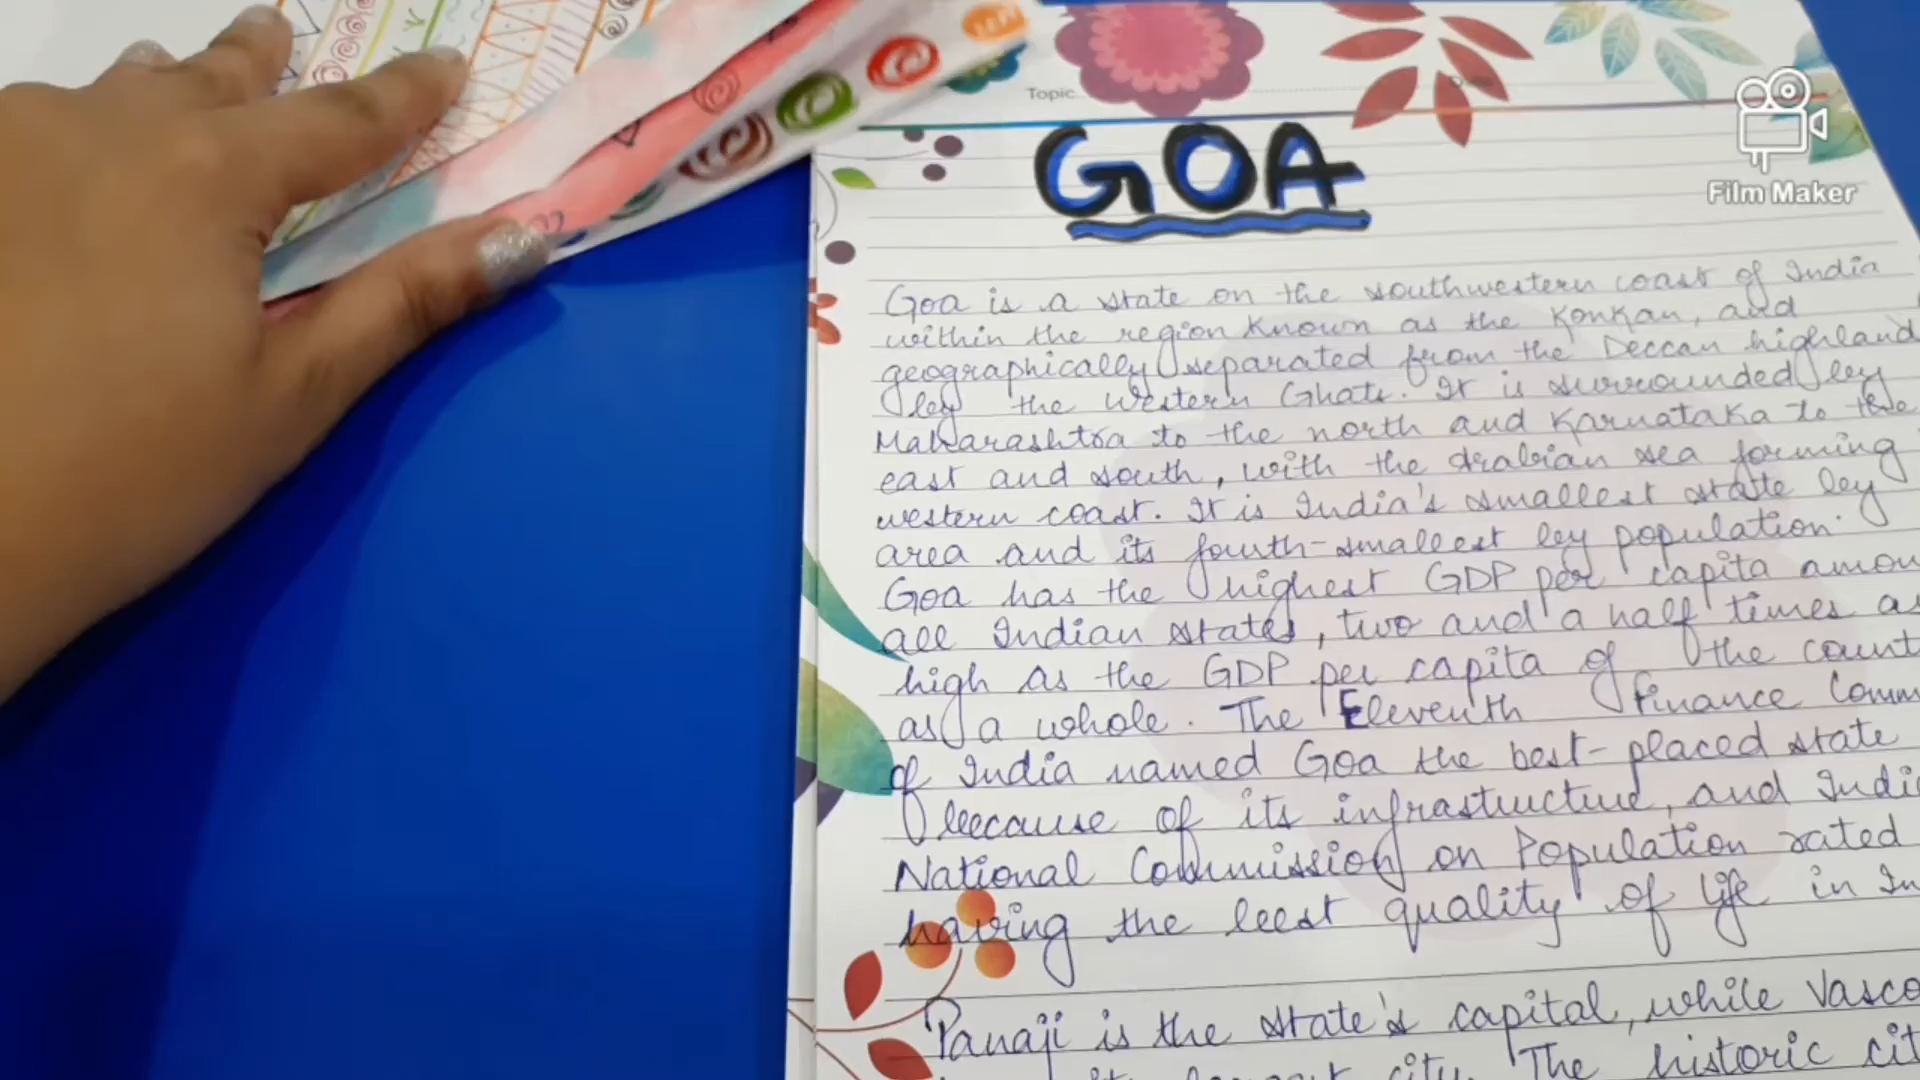 Topic
Film Maker
GOA
Goa is a state on the southwestern coast of India
within the region known as the Konkan, and
geographically separated from the Deccan highland
by the Western Ghats. It is surrounded by
Maharashtra to the north and Karnataka to the
east and south, with the Arabian sea forming
western coast. It is India's smallest state by
area and its fourth-smallest by population.
Goa has the highest GDP per capita
all Indian states, two and a half times as
high as the GDP per capita of the
as a whole. The Eleventh Finance
of India named Goa the best-placed state
because of its infrastructure, and
National Commission on Population rated
having the best quality of life in
Panaji is the state's capital, while Vasco
city. The historic